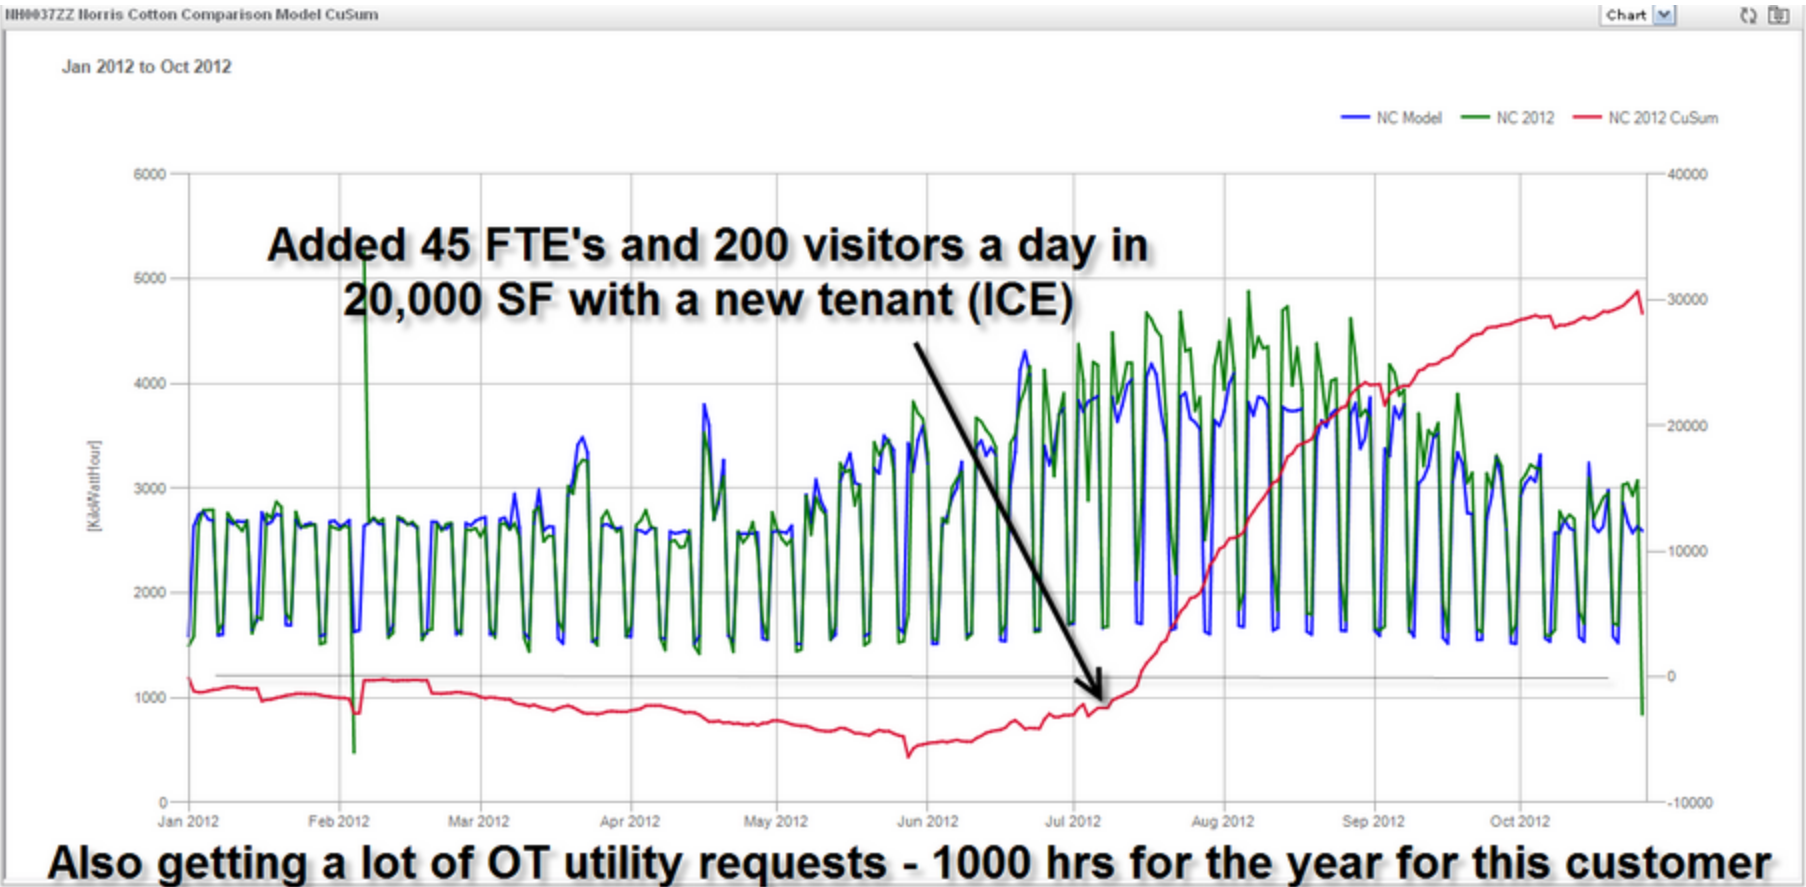 NH0037ZZ Norris Cotton Comparison Model CuSum
Chart
Jan 2012 to Oct 2012
NC Model
NC 2012
NC 2012 CuSum
6000
5000
4000
3000
2000
1000
0
[KiloWattHour]
40000
30000
20000
10000
0
-10000
Added 45 FTE's and 200 visitors a day in
20,000 SF with a new tenant (ICE)
Jan 2012
Feb 2012
Mar 2012
Apr 2012
May 2012
Jun 2012
Jul 2012
Aug 2012
Sep 2012
Oct 2012
Also getting a lot of OT utility requests - 1000 hrs for the year for this customer